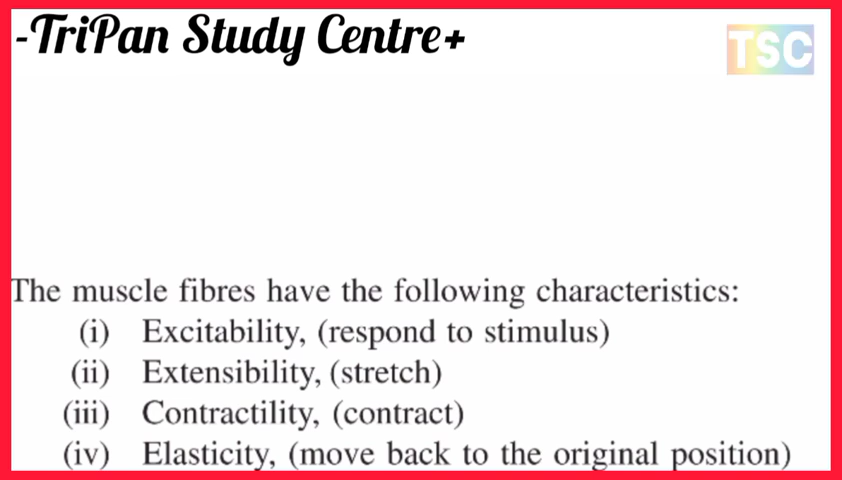 -TriPan Study Centre+
TSC
The muscle fibres have the following characteristics:
(i) Excitability, (respond to stimulus)
(ii) Extensibility, (stretch)
(iii) Contractility, (contract)
(iv) Elasticity, (move back to the original position)